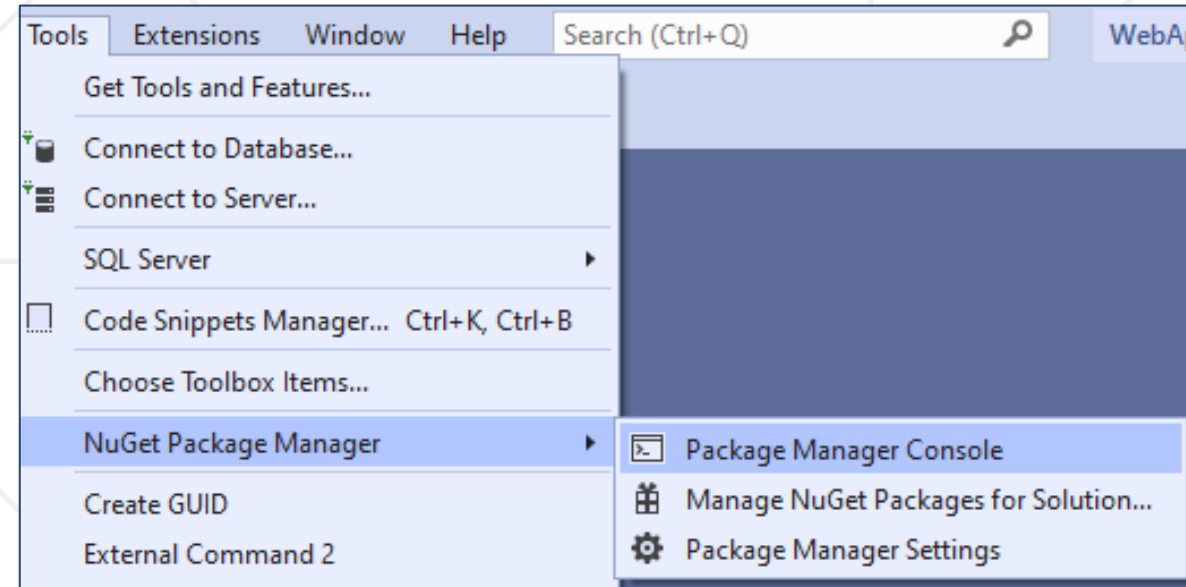 Tools Extensions Window Help Search (Ctrl+Q)
Get Tools and Features...
Connect to Database...
Connect to Server...
SQL Server
Code Snippets Manager... Ctrl+K, Ctrl+B
Choose Toolbox Items...
NuGet Package Manager
Package Manager Console
Manage NuGet Packages for Solution...
Package Manager Settings
Create GUID
External Command 2